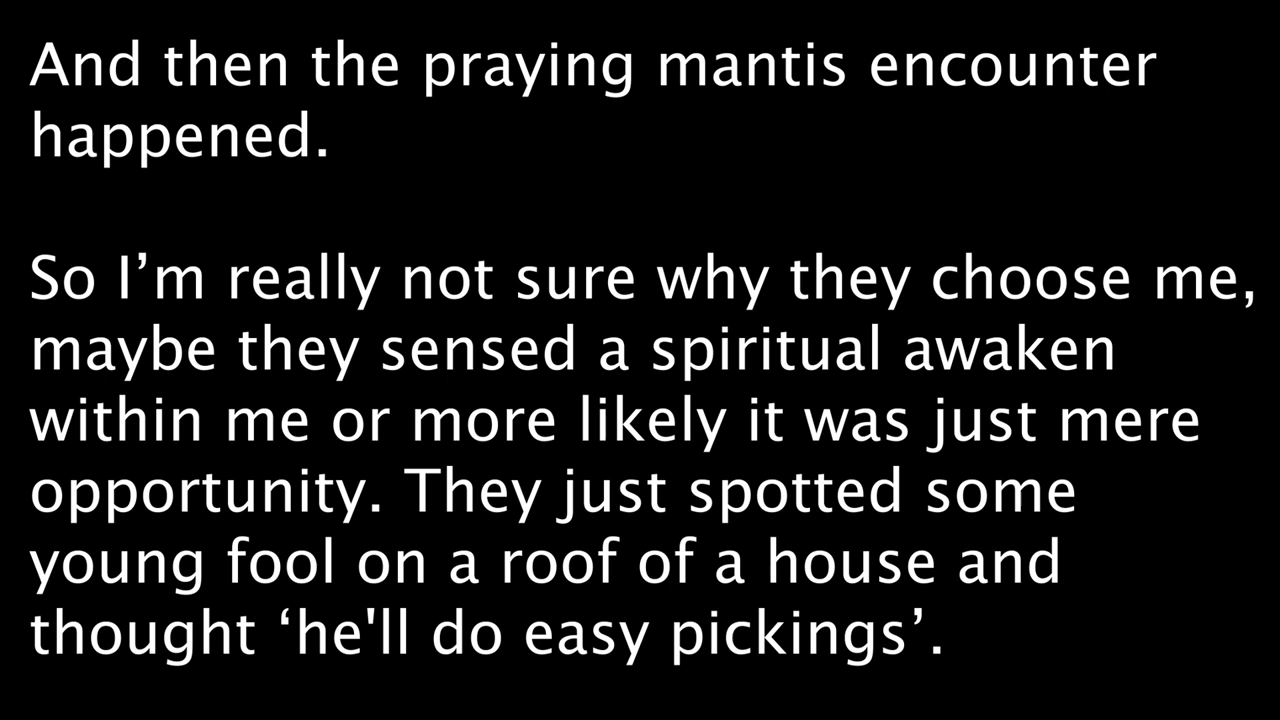 And then the praying mantis encounter
happened.
So I’m really not sure why they choose me,
maybe they sensed a spiritual awaken
within me or more likely it was just mere
opportunity. They just spotted some
young fool on a roof of a house and
thought ‘he'll do easy pickings’.